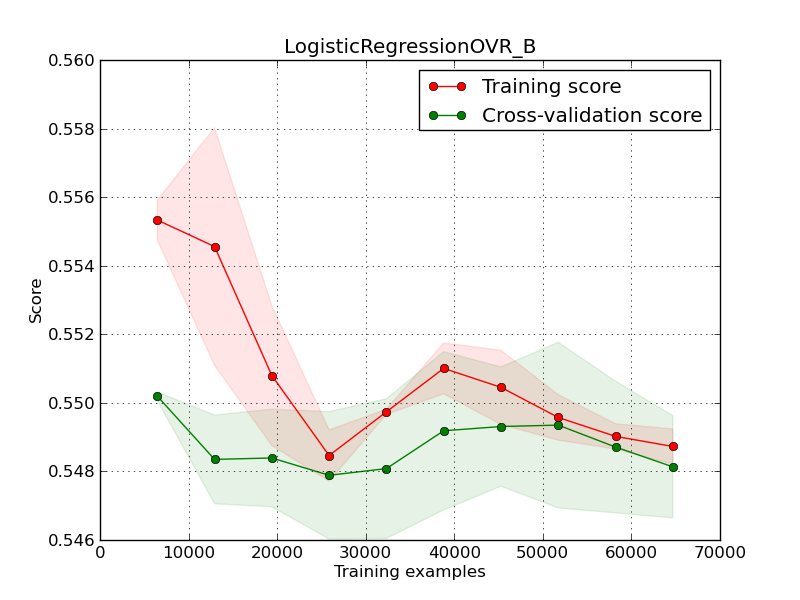 LogisticRegressionOVR_B
Training score
Cross-validation score
Score
0.560
0.558
0.556
0.554
0.552
0.550
0.548
0.546
0 10000 20000 30000 40000 50000 60000 70000
Training examples